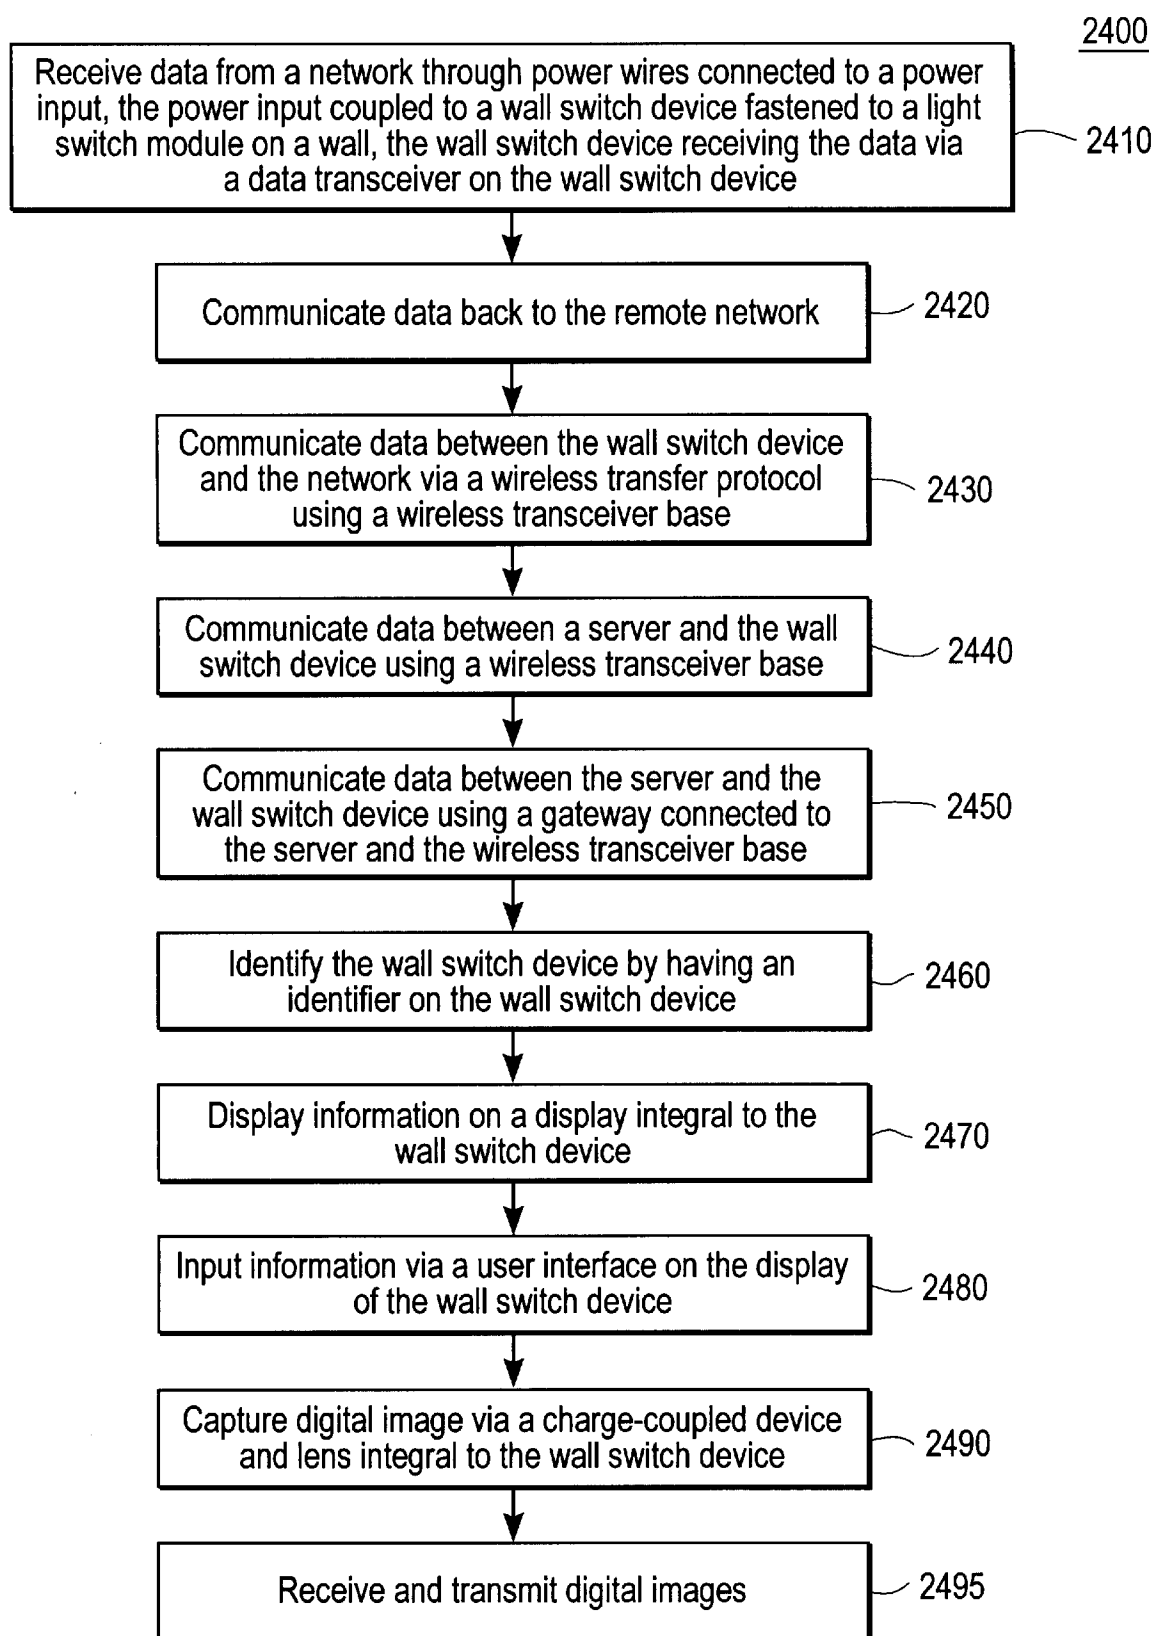 2400
Receive data from a network through power wires connected to a power
input, the power input coupled to a wall switch device fastened to a light
switch module on a wall, the wall switch device receiving the data via
a data transceiver on the wall switch device
2410
Communicate data back to the remote network
2420
Communicate data between the wall switch device
and the network via a wireless transfer protocol
using a wireless transceiver base
2430
Communicate data between a server and the wall
switch device using a wireless transceiver base
2440
Communicate data between the server and the
wall switch device using a gateway connected to
the server and the wireless transceiver base
2450
Identify the wall switch device by having an
identifier on the wall switch device
2460
Display information on a display integral to the
wall switch device
2470
Input information via a user interface on the display
of the wall switch device
2480
Capture digital image via a charge-coupled device
and lens integral to the wall switch device
2490
Receive and transmit digital images
2495